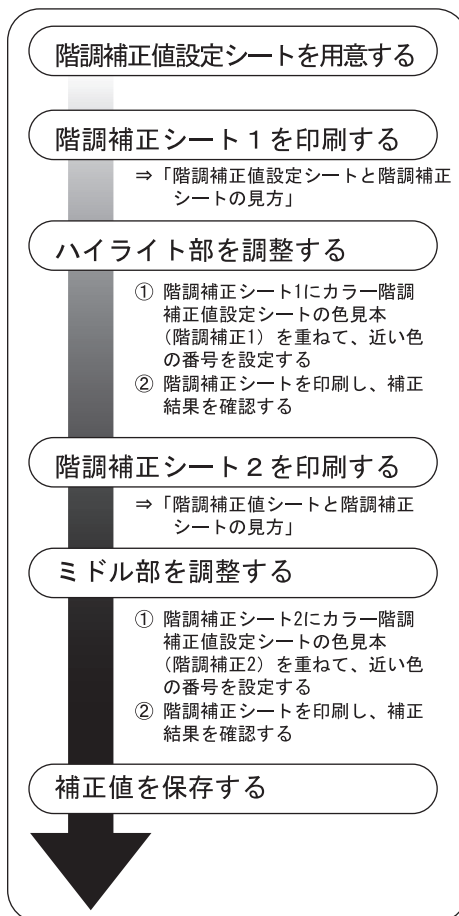 階調補正値設定シートを用意する
階調補正シート1を印刷する
⇒「階調補正値設定シートと階調補正
シートの見方」
ハイライト部を調整する
① 階調補正シート1にカラー階調
補正値設定シートの色見本
(階調補正1)を重ねて、近い色
の番号を設定する
② 階調補正シートを印刷し、補正
結果を確認する
階調補正シート2を印刷する
⇒「階調補正値シートと階調補正
シートの見方」
ミドル部を調整する
① 階調補正シート2にカラー階調
補正値設定シートの色見本
(階調補正2)を重ねて、近い色
の番号を設定する
② 階調補正シートを印刷し、補正
結果を確認する
補正値を保存する